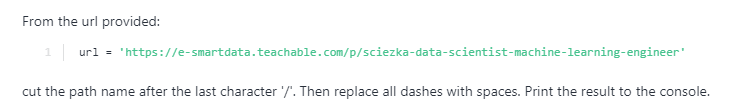 From the url provided:
1 url = 'https://e-smartdata.teachable.com/p/sciezka-data-scientist-machine-learning-engineer'
cut the path name after the last character '/'. Then replace all dashes with spaces. Print the result to the console.